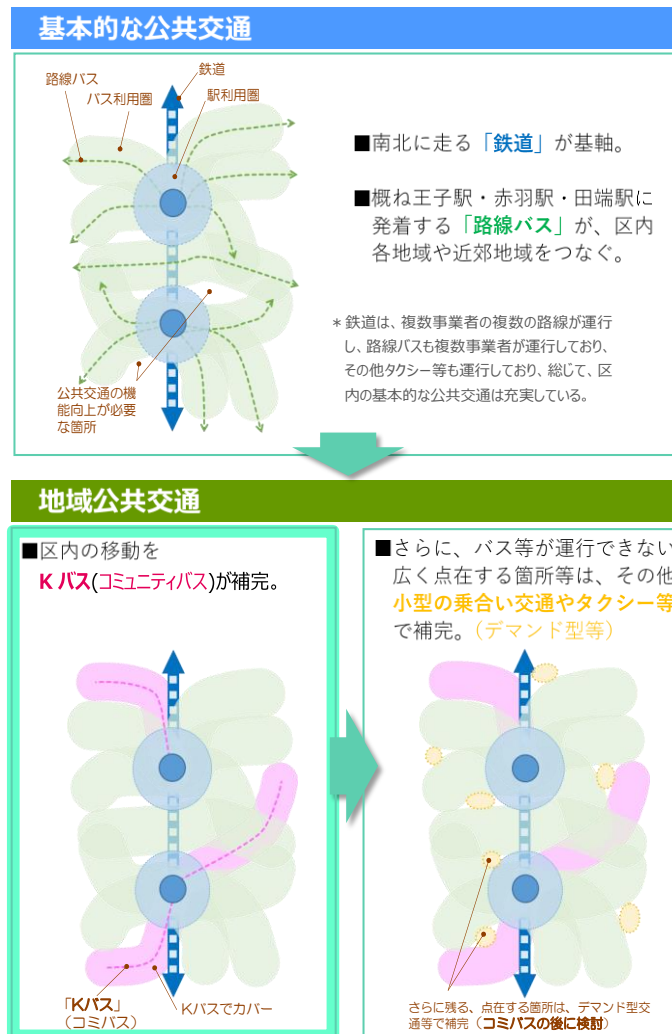 基本的な公共交通
鉄道
路線バス
バス利用圏
駅利用圏
■南北に走る「鉄道」が基軸。
■概ね王子駅・赤羽駅・田端駅に
発着する「路線バス」が、区内
各地域や近郊地域をつなぐ。
＊鉄道は、複数事業者の複数の路線が運行
し、路線バスも複数事業者が運行しており、
その他タクシー等も運行しており、総じて、区
内の基本的な公共交通は充実している。
公共交通の機
能向上が必要
な箇所
地域公共交通
■区内の移動を
Kバス(コミュニティバス)が補完。
「Kバス」
（コミバス）
Kバスでカバー
■さらに、バス等が運行できない
広く点在する箇所等は、その他
小型の乗合い交通やタクシー等
で補完。（デマンド型等）
さらに残る、点在する箇所は、デマンド型交
通等で補完（コミバスの後に検討）